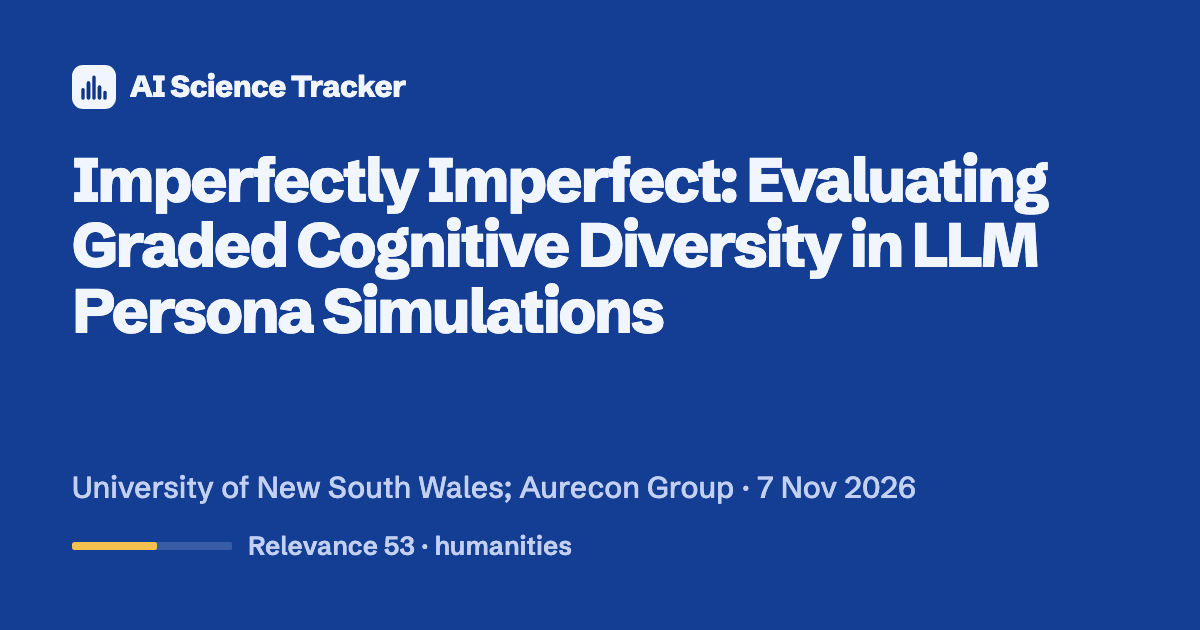 AI Science Tracker
Imperfectly Imperfect: Evaluating
Graded Cognitive Diversity in LLM
Persona Simulations
University of New South Wales; Aurecon Group · 7 Nov 2026
Relevance 53 · humanities